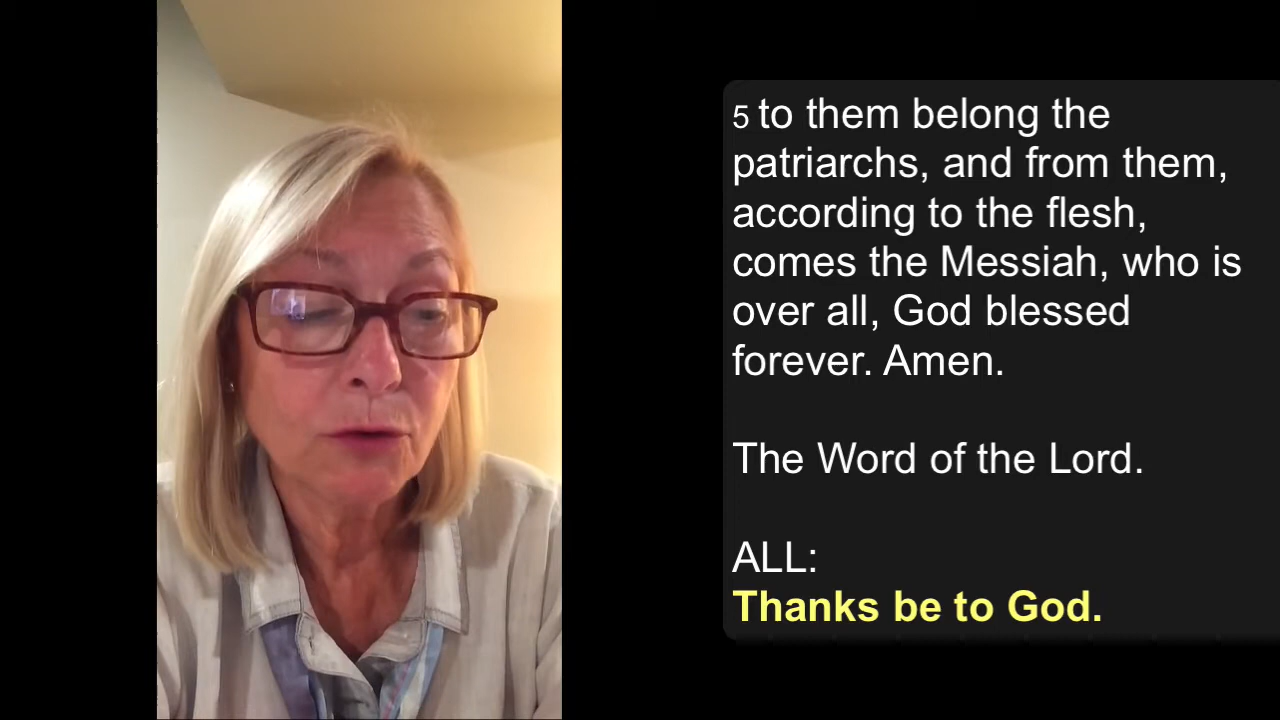 5 to them belong the
patriarchs, and from them,
according to the flesh,
comes the Messiah, who is
over all, God blessed
forever. Amen.
The Word of the Lord.
ALL:
Thanks be to God.